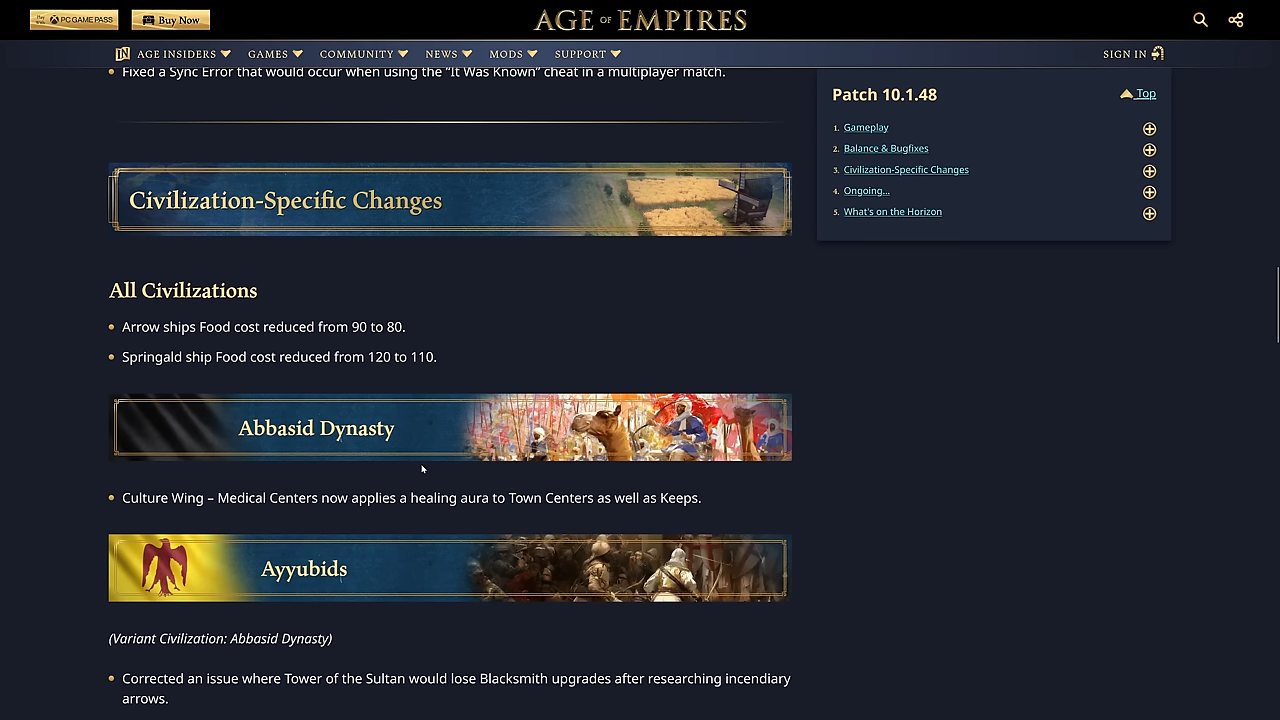 PC GAME PASS
Buy Now
AGE OF EMPIRES
AGE INSIDERS
GAMES
COMMUNITY
NEWS
MODS
SUPPORT
SIGN IN
Fixed a Sync Error that would occur when using the “It Was Known” cheat in a multiplayer match.
Patch 10.1.48
Top
1. Gameplay
2. Balance & Bugfixes
3. Civilization-Specific Changes
4. Ongoing...
5. What's on the Horizon
Civilization-Specific Changes
All Civilizations
Arrow ships Food cost reduced from 90 to 80.
Springald ship Food cost reduced from 120 to 110.
Abbasid Dynasty
Culture Wing – Medical Centers now applies a healing aura to Town Centers as well as Keeps.
Ayyubids
(Variant Civilization: Abbasid Dynasty)
Corrected an issue where Tower of the Sultan would lose Blacksmith upgrades after researching incendiary
arrows.